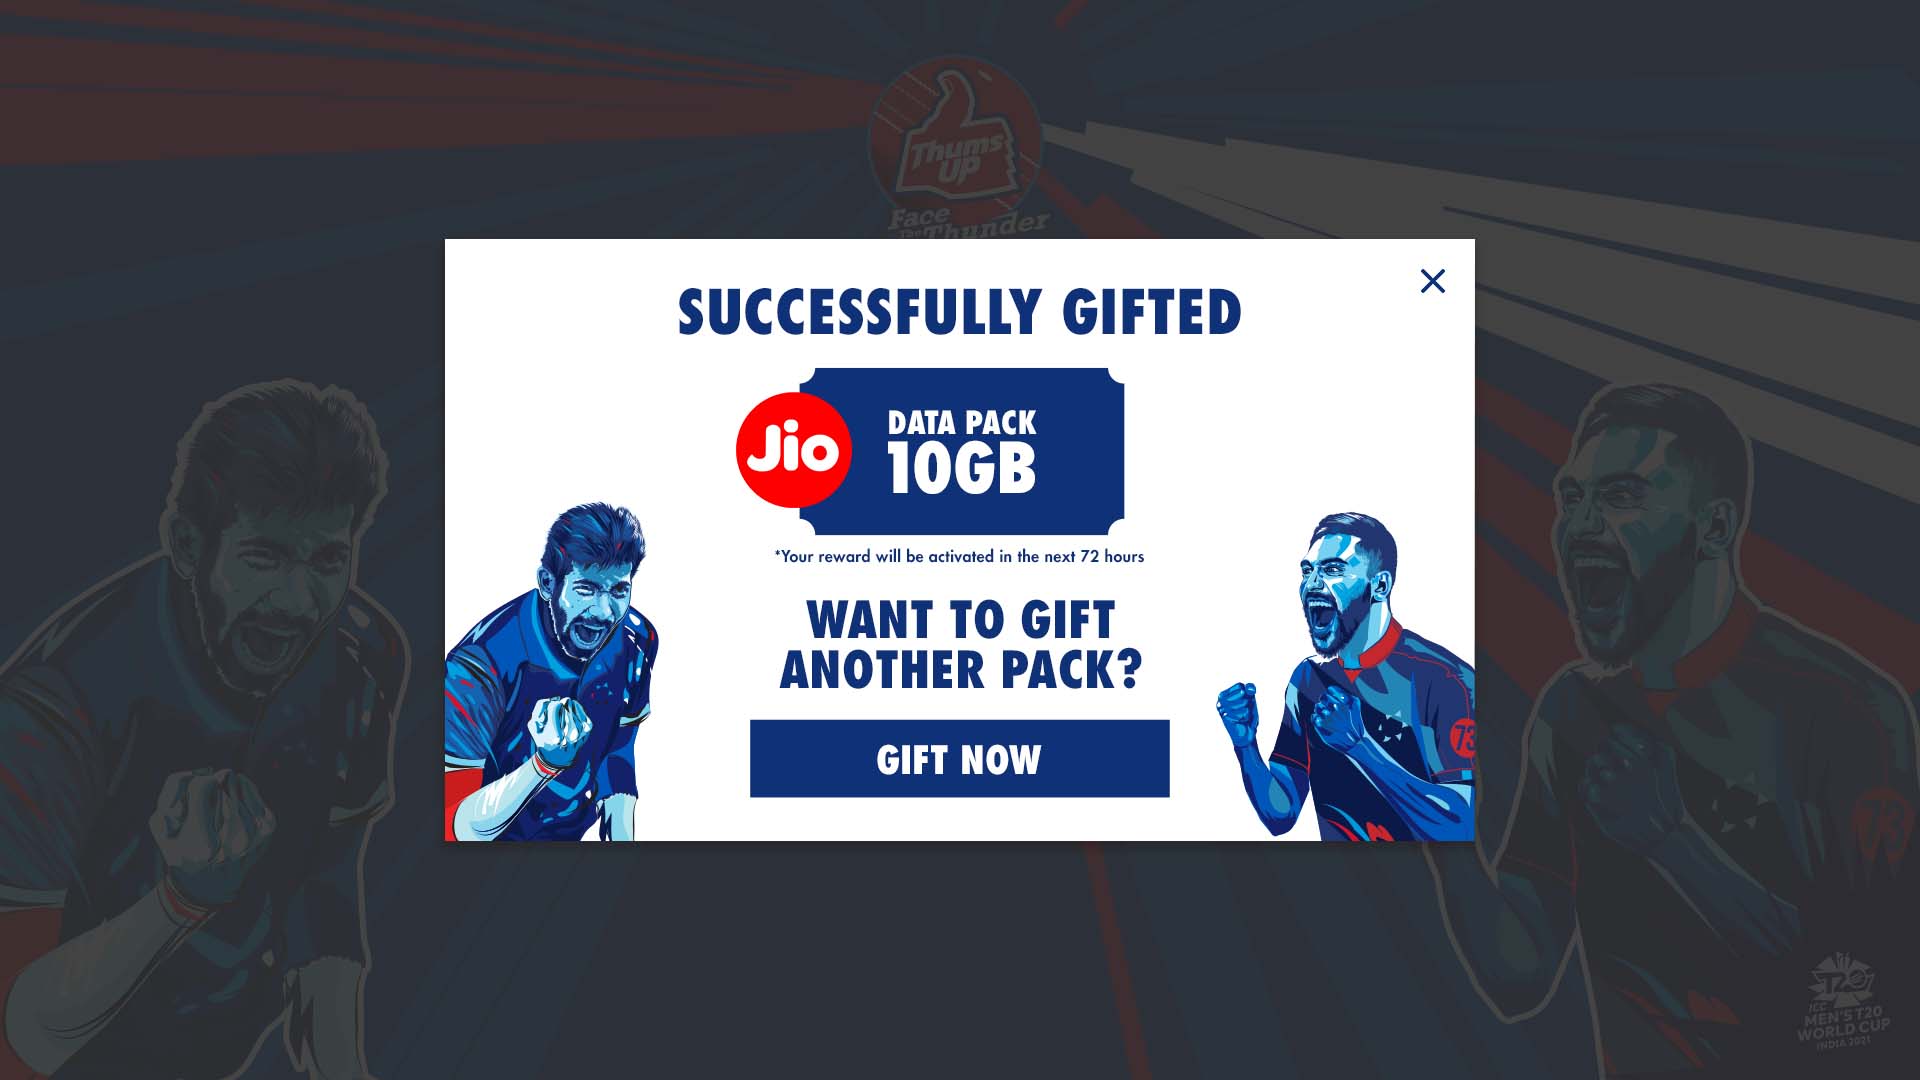 Thums
UP
Face
The Thunder
SUCCESSFULLY GIFTED
Jio
DATA PACK
10GB
*Your reward will be activated in the next 72 hours
WANT TO GIFT
ANOTHER PACK?
GIFT NOW
73
73
T20
ICC
MEN'S T20
WORLD CUP
INDIA 2021